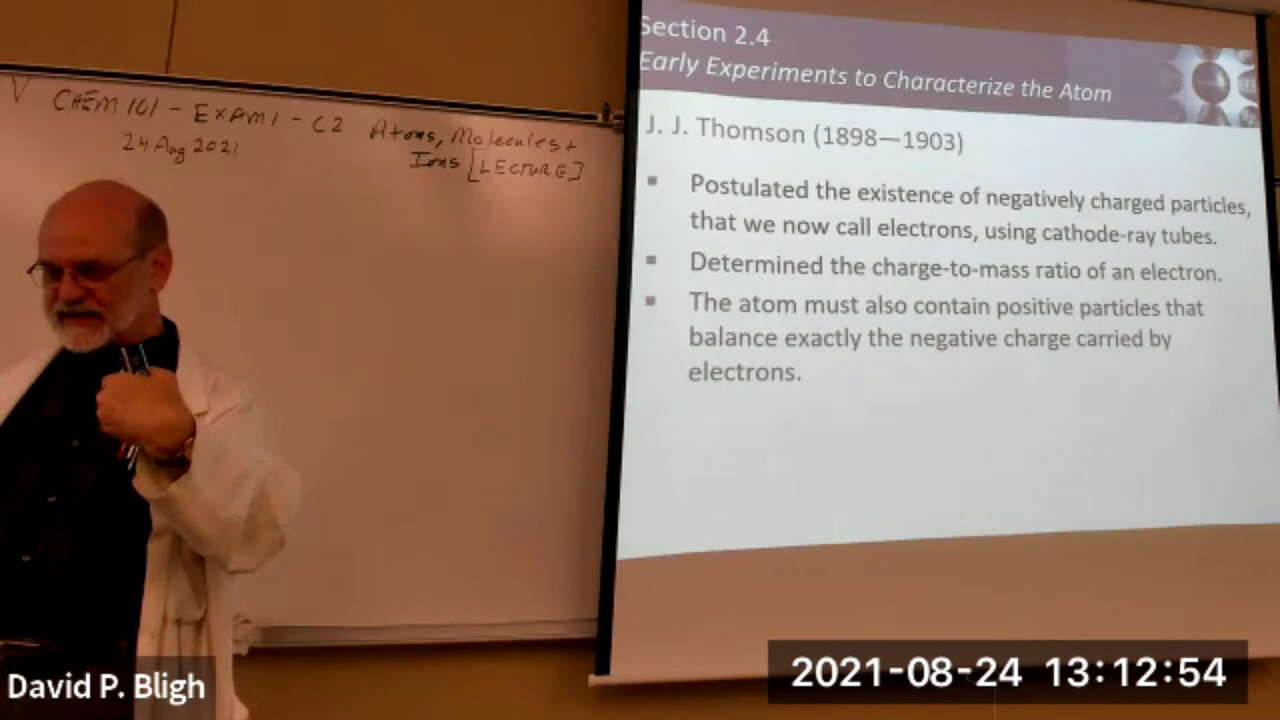 CHEM 101 - EXAM 1 - C2 Atoms, Molecules +
24 Aug 2021 Ions [LECTURE]
Section 2.4
Early Experiments to Characterize the Atom
J. J. Thomson (1898—1903)
▪ Postulated the existence of negatively charged particles,
that we now call electrons, using cathode-ray tubes.
▪ Determined the charge-to-mass ratio of an electron.
▪ The atom must also contain positive particles that
balance exactly the negative charge carried by
electrons.
David P. Bligh
2021-08-24 13:12:54